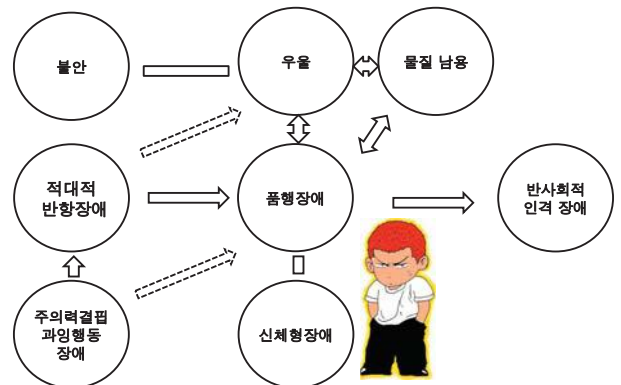 불안
우울
물질 남용
적대적
반항장애
품행장애
반사회적
인격 장애
주의력결핍
과잉행동
장애
신체형장애